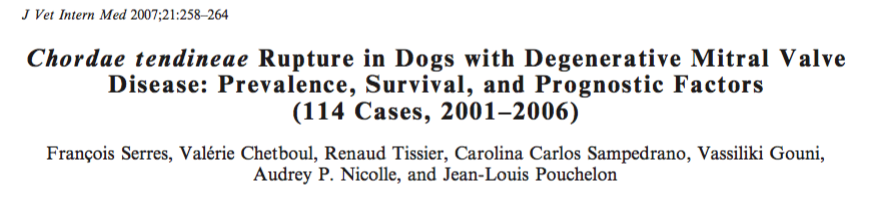 J Vet Intern Med 2007;21:258–264
Chordae tendineae Rupture in Dogs with Degenerative Mitral Valve
Disease: Prevalence, Survival, and Prognostic Factors
(114 Cases, 2001–2006)
François Serres, Valérie Chetboul, Renaud Tissier, Carolina Carlos Sampedrano, Vassiliki Gouni,
Audrey P. Nicolle, and Jean-Louis Pouchelon